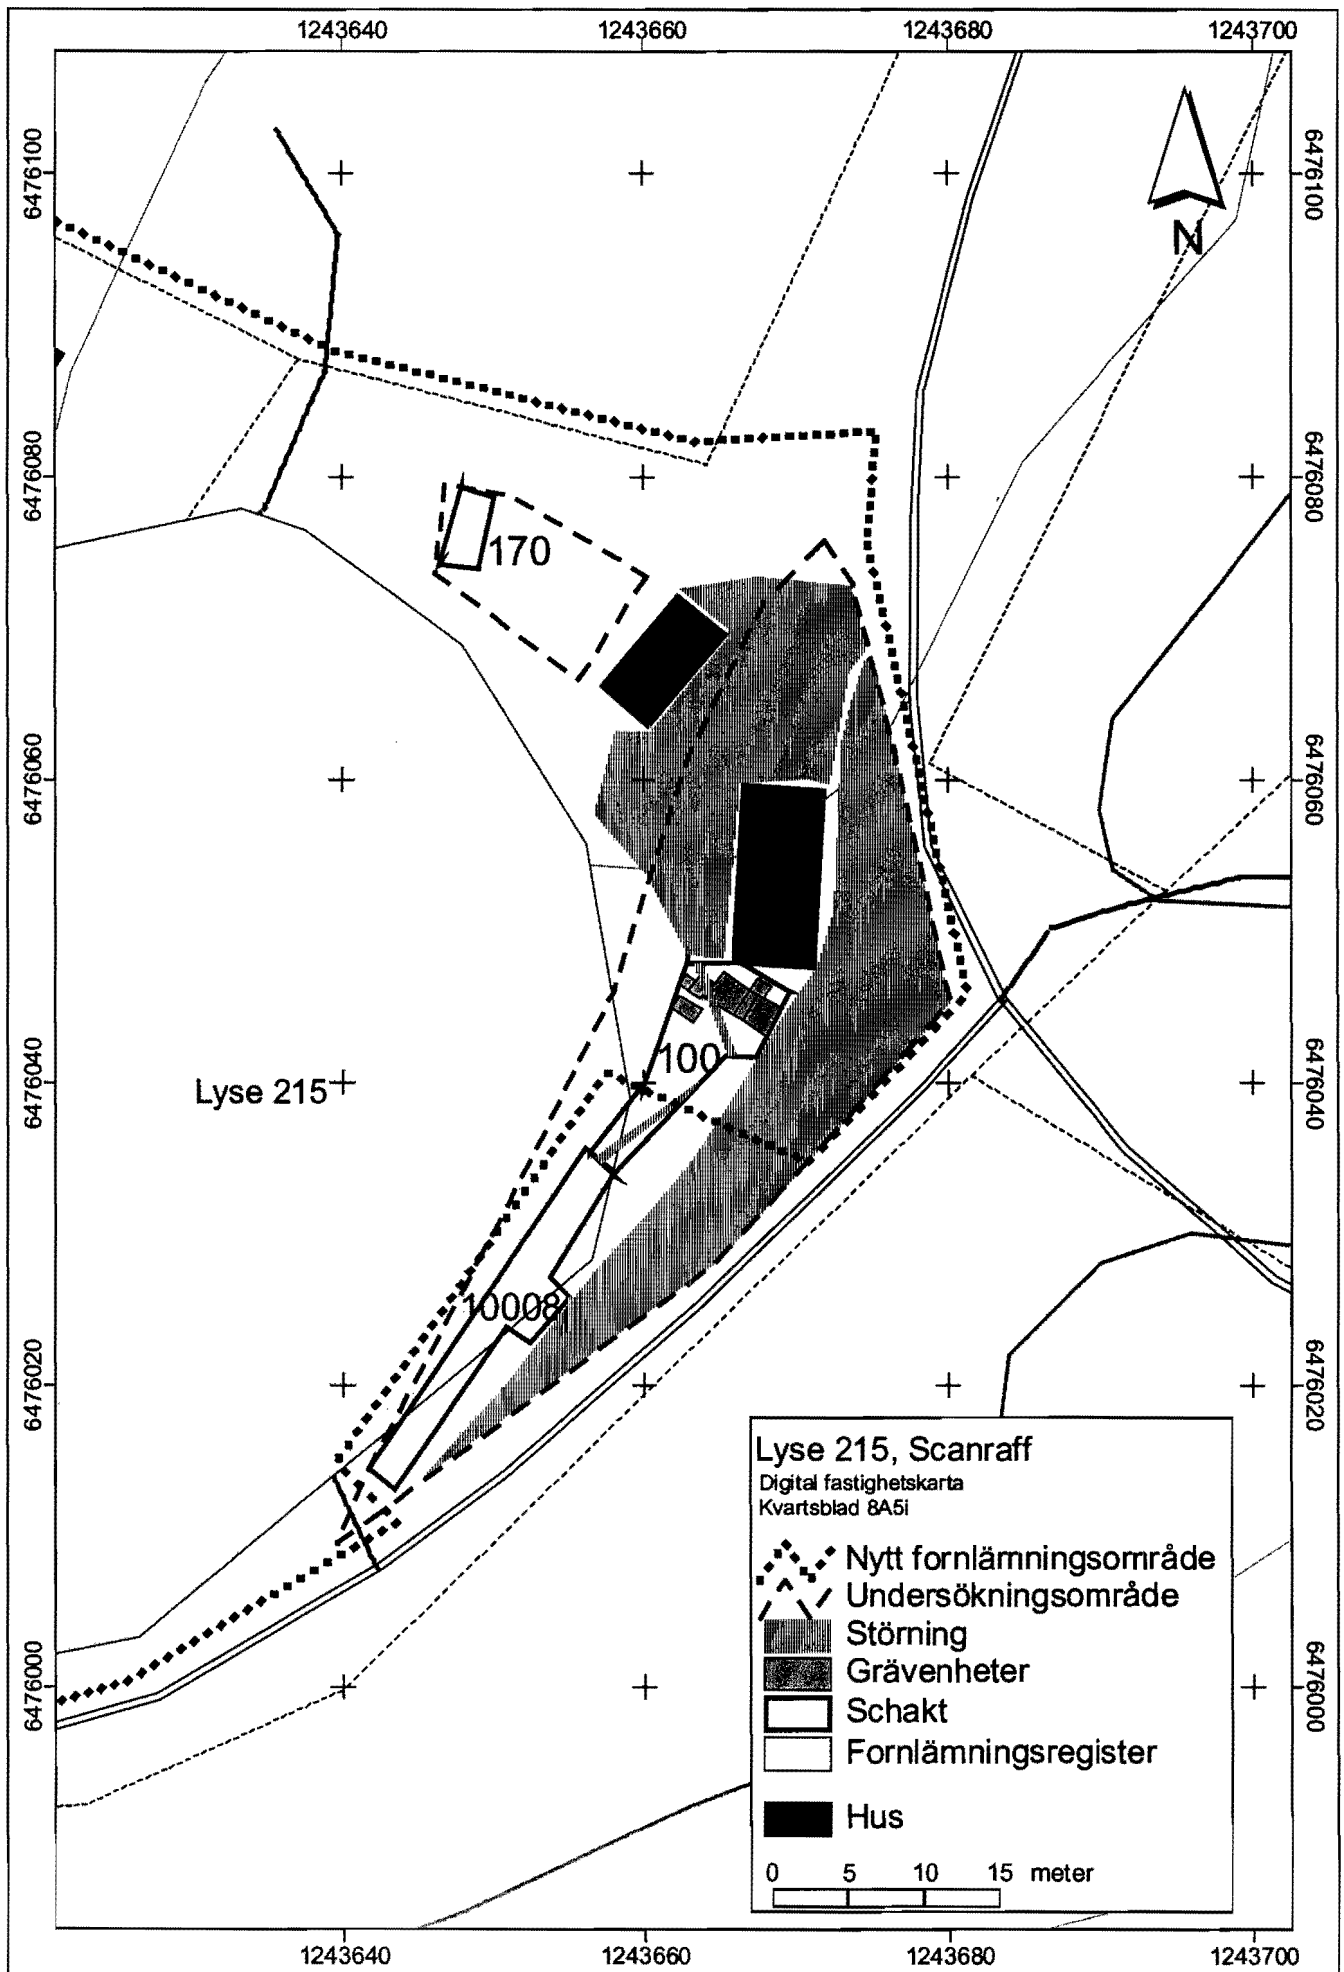 1243640 1243660 1243680 1243700
6476100 6476100
N
6476080 6476080
170
6476060 6476060
100
6476040 6476040
Lyse 215
10008
6476020 6476020
Lyse 215, Scanraff
Digital fastighetskarta
Kvartsblad 8A5i
Nytt fornlämningsområde
Undersökningsområde
Störning
Grävenheter
Schakt
6476000 6476000
Fornlämningsregister
Hus
0 5 10 15 meter
1243640 1243660 1243680 1243700